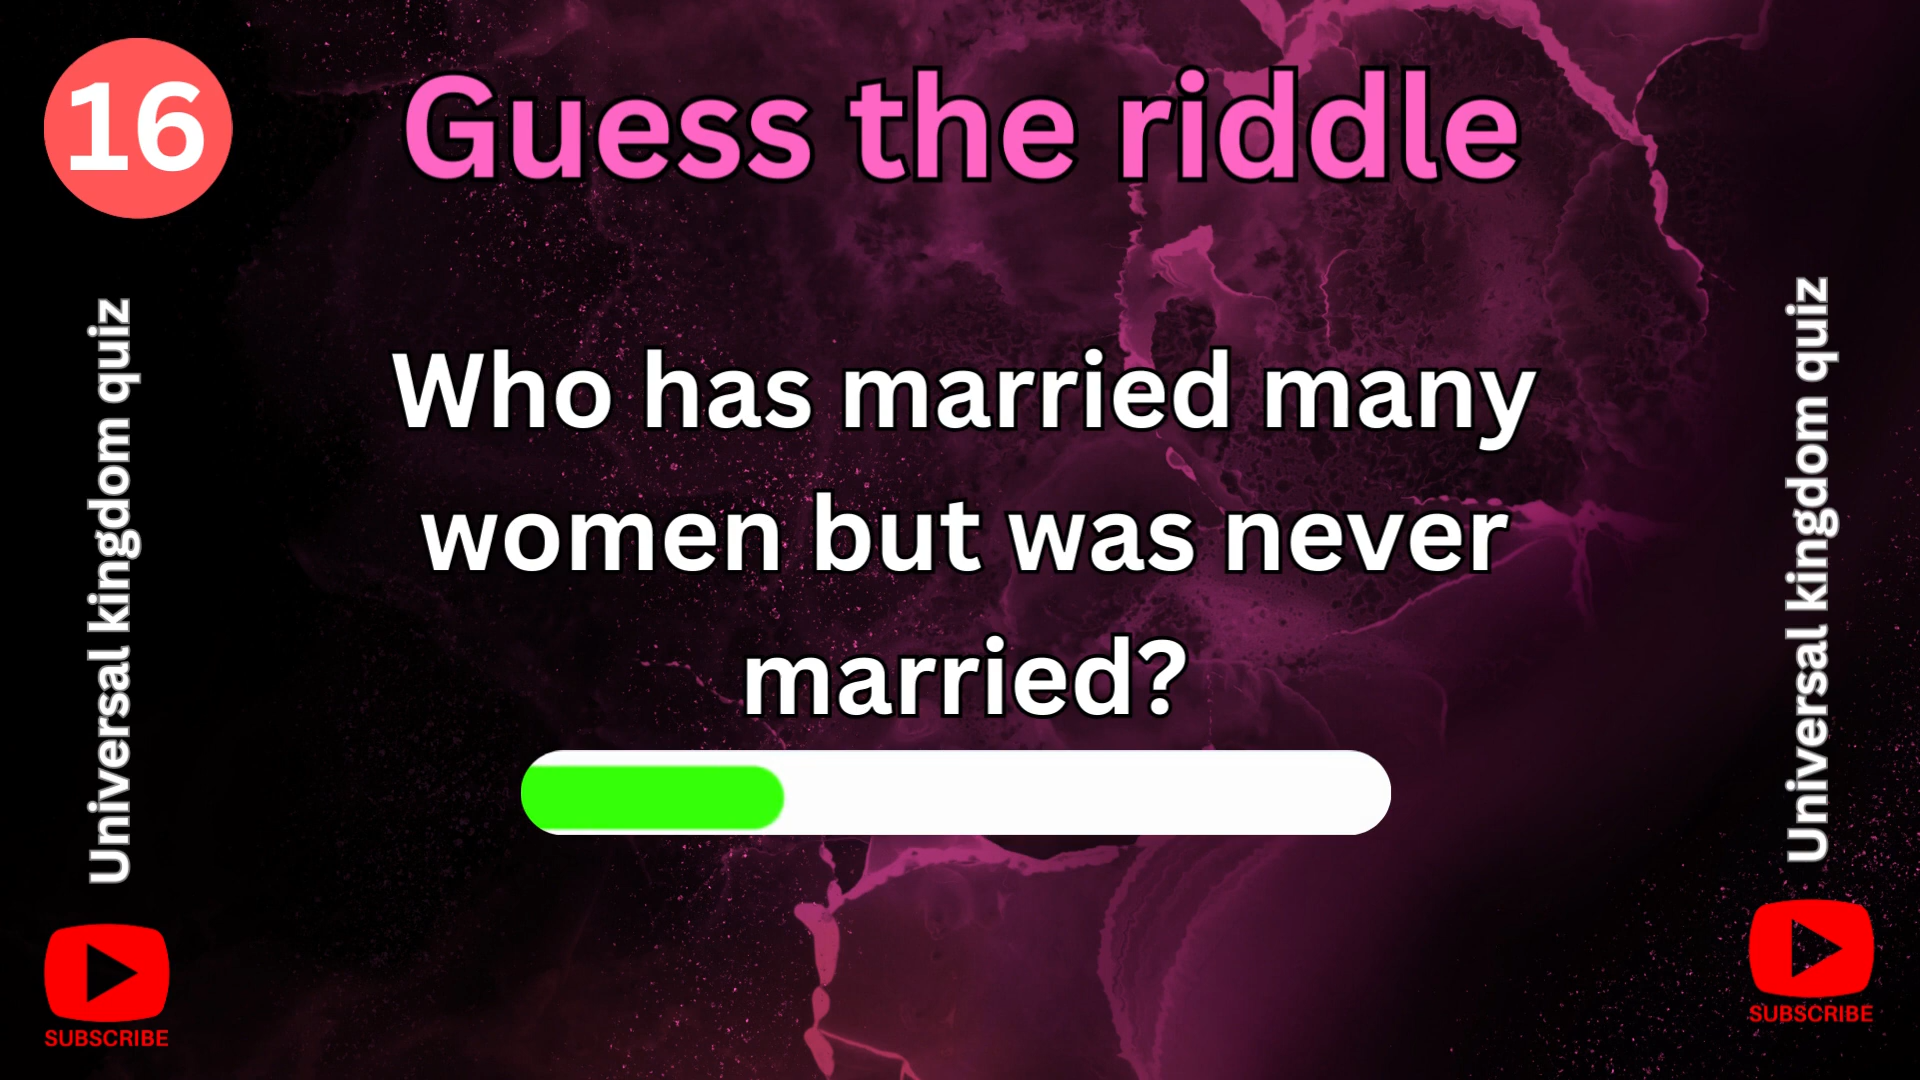 16
Guess the riddle
Who has married many
women but was never
married?
Universal kingdom quiz
Universal kingdom quiz
SUBSCRIBE
SUBSCRIBE